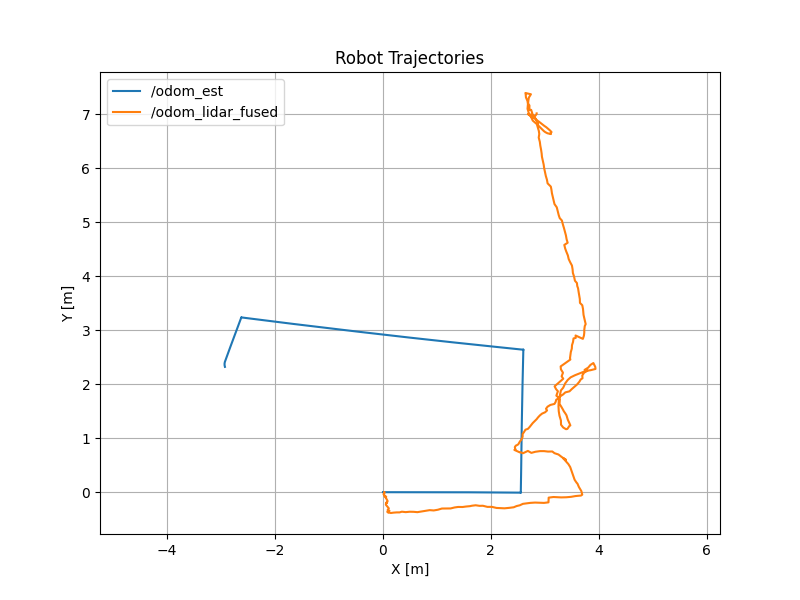 Robot Trajectories
/odom_est
/odom_lidar_fused
7
6
5
4
3
2
1
0
Y [m]
−4
−2
0
2
4
6
X [m]